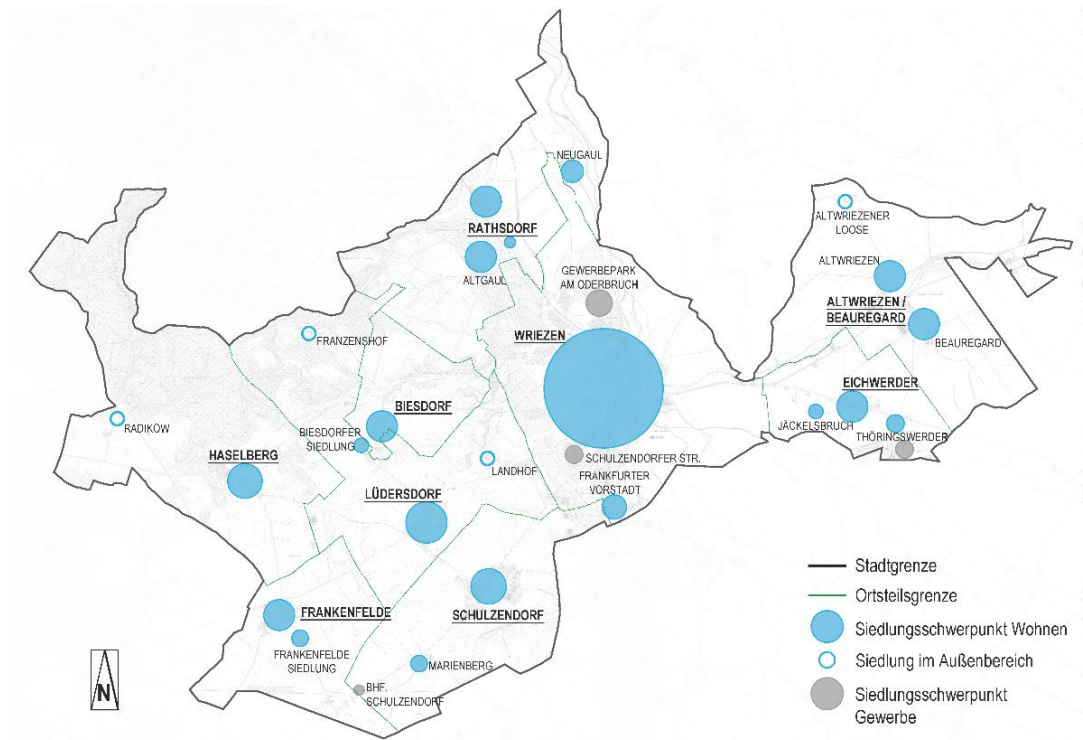 NEUGAUL
RATHSDORF
ALTGAUL
GEWERBEPARK
AM ODERBRUCH
WRIEZEN
ALTWRIEZENER
LOOSE
ALTWRIEZEN
ALTWRIEZEN /
BEAUREGARD
BEAUREGARD
EICHWERDER
JÄCKELSBRUCH
THÖRINGSWERDER
FRANZENSHOF
RADIKOW
BIESDORF
BIESDORFER
SIEDLUNG
HASELBERG
LANDHOF
SCHULZENDORFER STR.
FRANKFURTER
VORSTADT
LÜDERSDORF
SCHULZENDORF
FRANKENFELDE
FRANKENFELDE
SIEDLUNG
MARIENBERG
BHF.
SCHULZENDORF
N
Stadtgrenze
Ortsteilsgrenze
Siedlungsschwerpunkt Wohnen
Siedlung im Außenbereich
Siedlungsschwerpunkt
Gewerbe